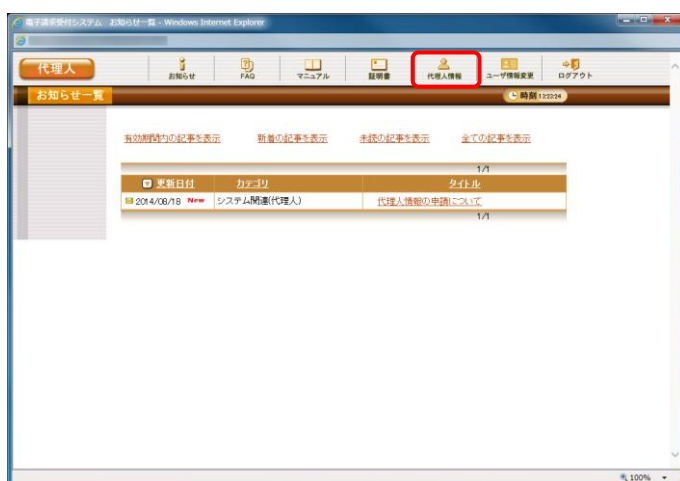 電子請求受付システム お知らせ一覧 - Windows Internet Explorer
代理人
お知らせ FAQ マニュアル 証明書 代理人情報 ユーザ情報変更 ログアウト
お知らせ一覧
時刻 13:22:24
有効期間内の記事を表示 新着の記事を表示 未読の記事を表示 全ての記事を表示
1/1
更新日付 カテゴリ タイトル
2014/08/18 New システム関連(代理人) 代理人情報の申請について
1/1
100%